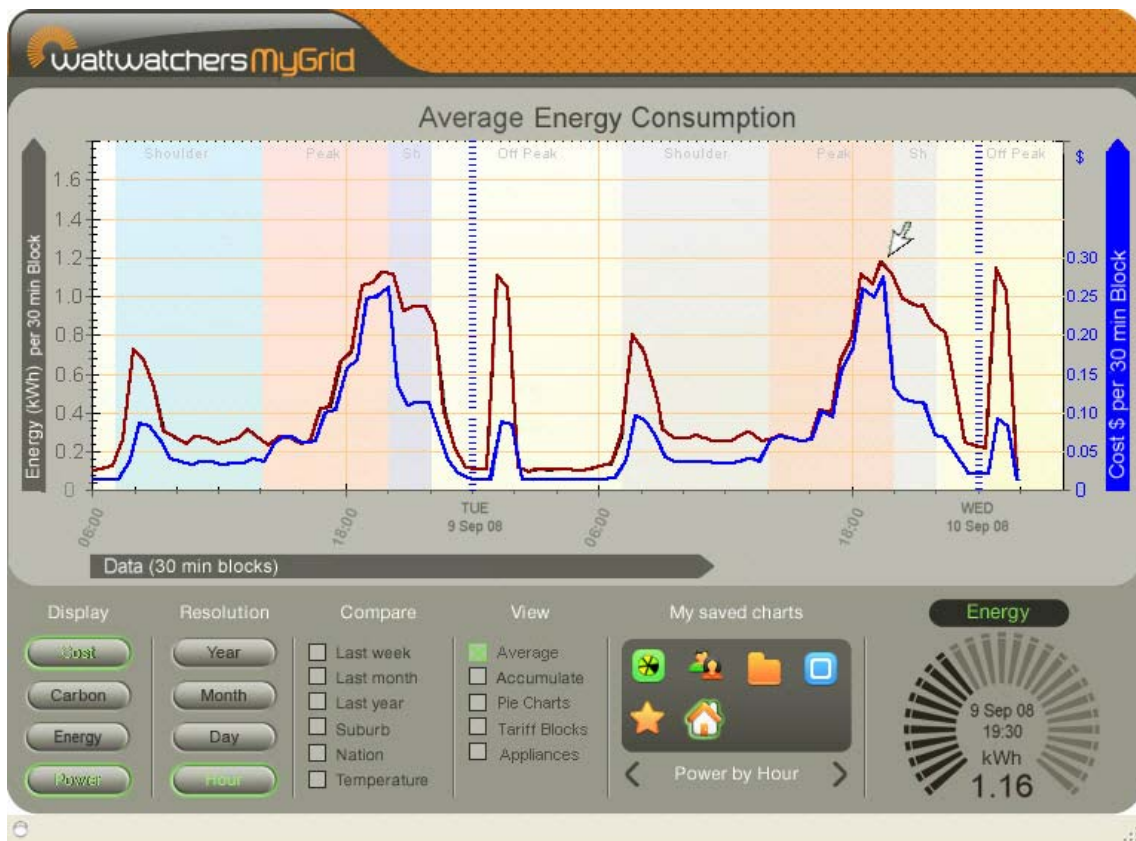 wattwatchers MyGrid
Average Energy Consumption
Shoulder Peak Sh Off Peak Shoulder Peak Sh Off Peak
$
1.6
1.4
1.2
1.0
0.8
0.6
0.4
0.2
0
Energy (kWh) per 30 min Block
0.30
0.25
0.20
0.15
0.10
0.05
0
Cost $ per 30 min Block
06:00 18:00 TUE 06:00 18:00 WED
9 Sep 08 10 Sep 08
Data (30 min blocks)
Display
Cost
Carbon
Energy
Power
Resolution
Year
Month
Day
Hour
Compare
Last week
Last month
Last year
Suburb
Nation
Temperature
View
Average
Accumulate
Pie Charts
Tariff Blocks
Appliances
My saved charts
Power by Hour
Energy
9 Sep 08
19:30
kWh
1.16